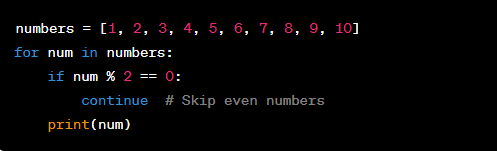 numbers = [1, 2, 3, 4, 5, 6, 7, 8, 9, 10]
for num in numbers:
    if num % 2 == 0:
        continue  # Skip even numbers
    print(num)